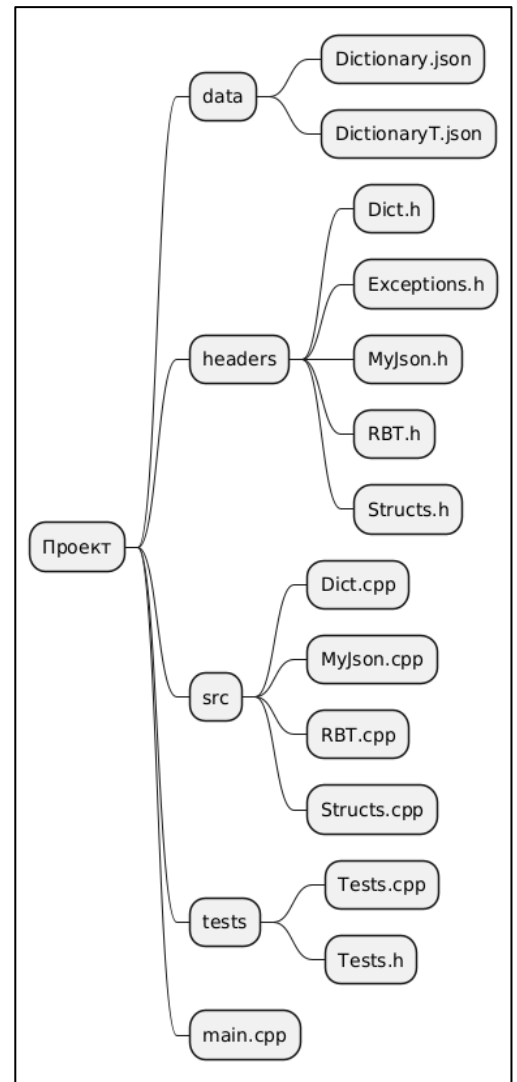 Проект
data
Dictionary.json
DictionaryT.json
headers
Dict.h
Exceptions.h
MyJson.h
RBT.h
Structs.h
src
Dict.cpp
MyJson.cpp
RBT.cpp
Structs.cpp
tests
Tests.cpp
Tests.h
main.cpp